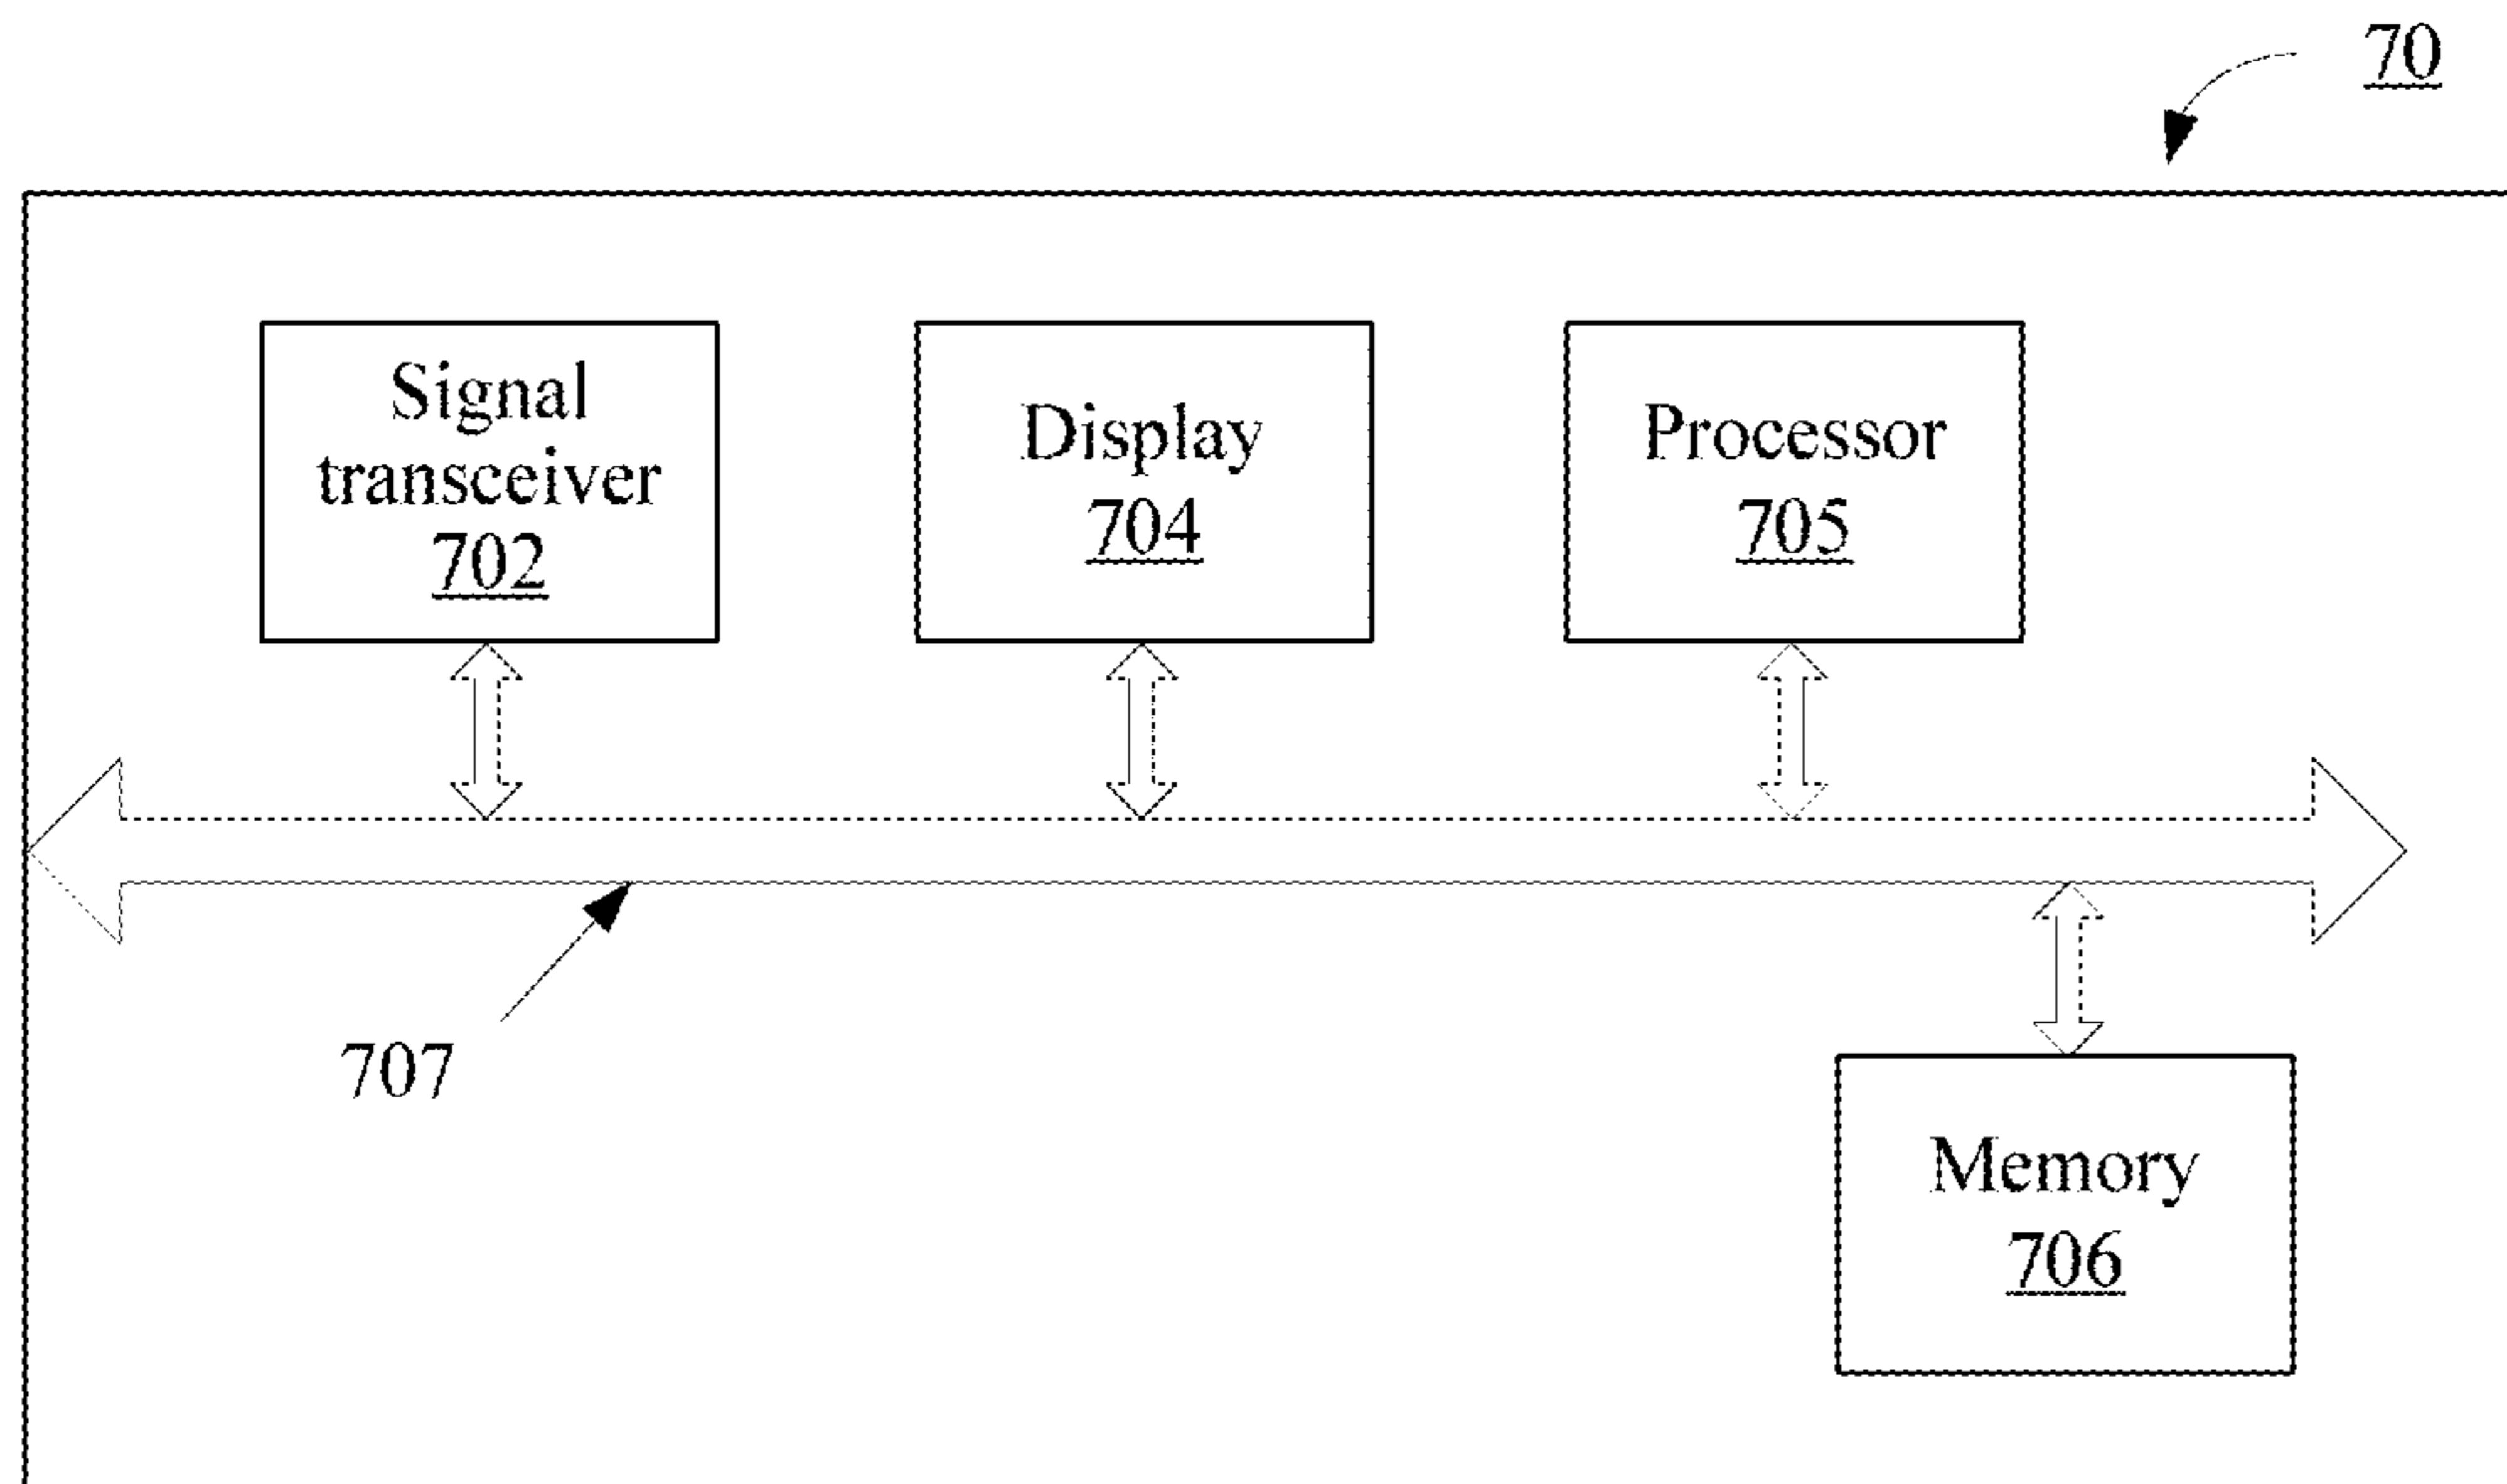 70
Signal
transceiver
702
Display
704
Processor
705
707
Memory
706